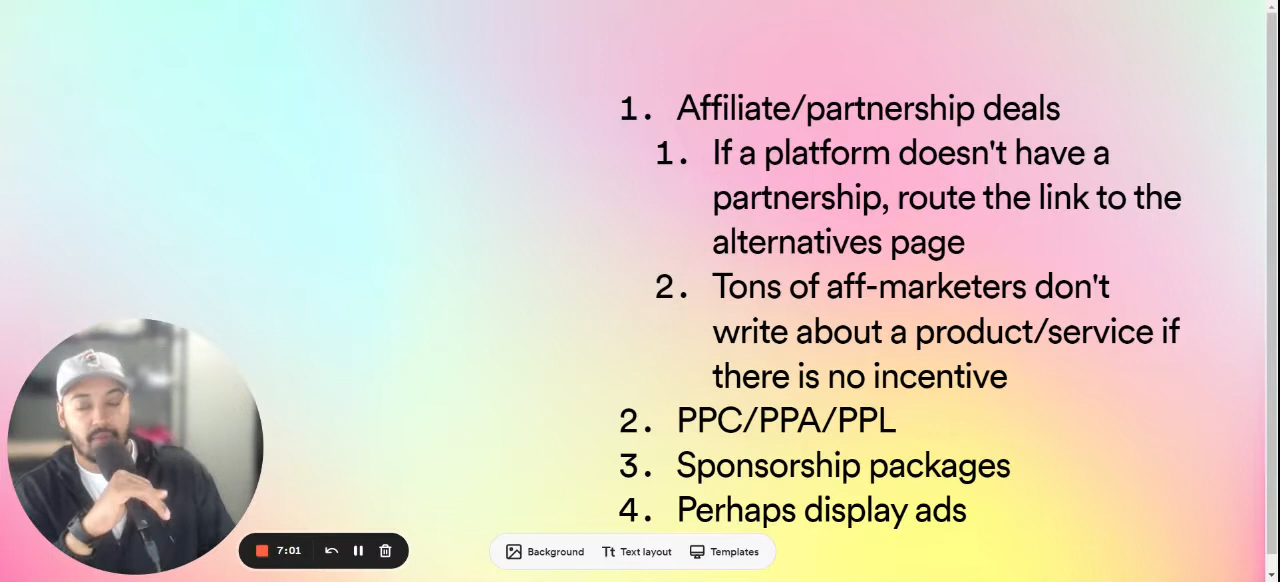 1. Affiliate/partnership deals
1. If a platform doesn't have a
partnership, route the link to the
alternatives page
2. Tons of aff-marketers don't
write about a product/service if
there is no incentive
2. PPC/PPA/PPL
3. Sponsorship packages
4. Perhaps display ads
7:01
Background Text layout Templates